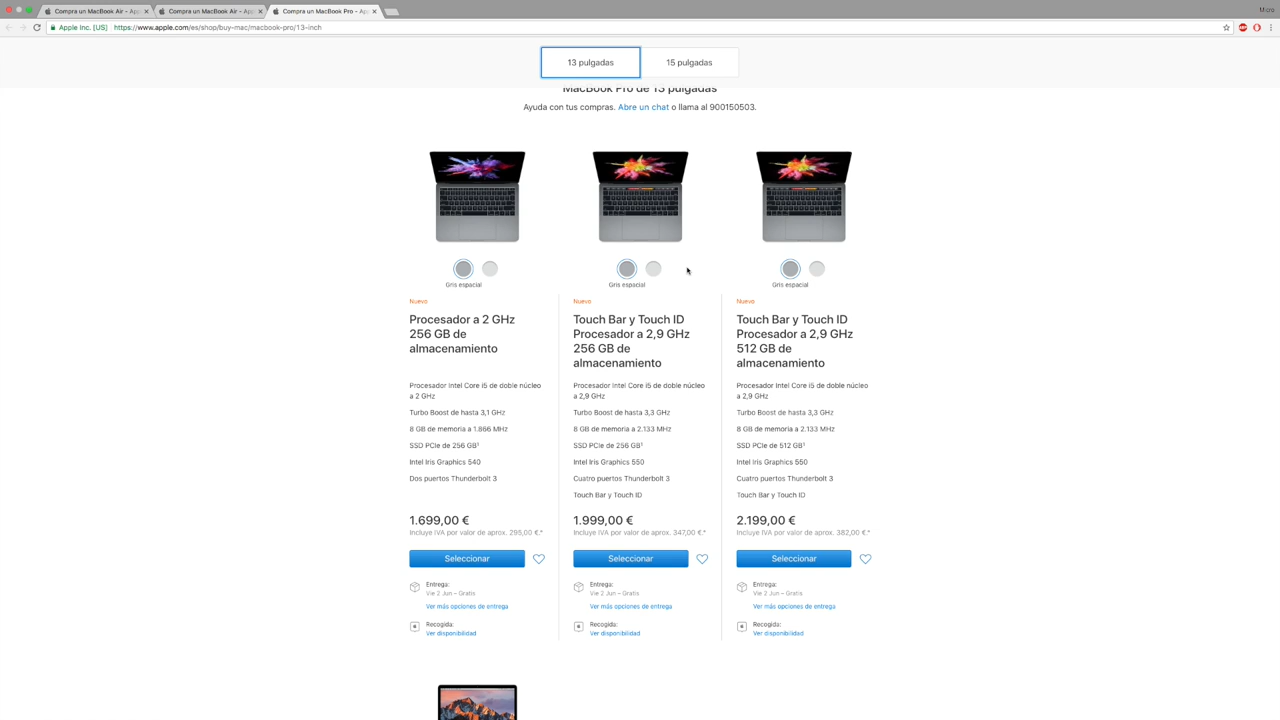 Compra un MacBook Air - Ap
Compra un MacBook Air - Ap
Compra un MacBook Pro - Ap
Micro
Apple Inc. [US]
https://www.apple.com/es/shop/buy-mac/macbook-pro/13-inch
ABP
13 pulgadas
15 pulgadas
MacBook Pro de 13 pulgadas
Ayuda con tus compras. Abre un chat o llama al 900150503.
Gris espacial
Gris espacial
Gris espacial
Nuevo
Procesador a 2 GHz
256 GB de
almacenamiento
Procesador Intel Core i5 de doble núcleo
a 2 GHz
Turbo Boost de hasta 3,1 GHz
8 GB de memoria a 1.866 MHz
SSD PCIe de 256 GB¹
Intel Iris Graphics 540
Dos puertos Thunderbolt 3
1.699,00 €
Incluye IVA por valor de aprox. 295,00 €.*
Seleccionar
Entrega:
Vie 2 Jun – Gratis
Ver más opciones de entrega
Recogida:
Ver disponibilidad
Nuevo
Touch Bar y Touch ID
Procesador a 2,9 GHz
256 GB de
almacenamiento
Procesador Intel Core i5 de doble núcleo
a 2,9 GHz
Turbo Boost de hasta 3,3 GHz
8 GB de memoria a 2.133 MHz
SSD PCIe de 256 GB¹
Intel Iris Graphics 550
Cuatro puertos Thunderbolt 3
Touch Bar y Touch ID
1.999,00 €
Incluye IVA por valor de aprox. 347,00 €.*
Seleccionar
Entrega:
Vie 2 Jun – Gratis
Ver más opciones de entrega
Recogida:
Ver disponibilidad
Nuevo
Touch Bar y Touch ID
Procesador a 2,9 GHz
512 GB de
almacenamiento
Procesador Intel Core i5 de doble núcleo
a 2,9 GHz
Turbo Boost de hasta 3,3 GHz
8 GB de memoria a 2.133 MHz
SSD PCIe de 512 GB¹
Intel Iris Graphics 550
Cuatro puertos Thunderbolt 3
Touch Bar y Touch ID
2.199,00 €
Incluye IVA por valor de aprox. 382,00 €.*
Seleccionar
Entrega:
Vie 2 Jun – Gratis
Ver más opciones de entrega
Recogida:
Ver disponibilidad